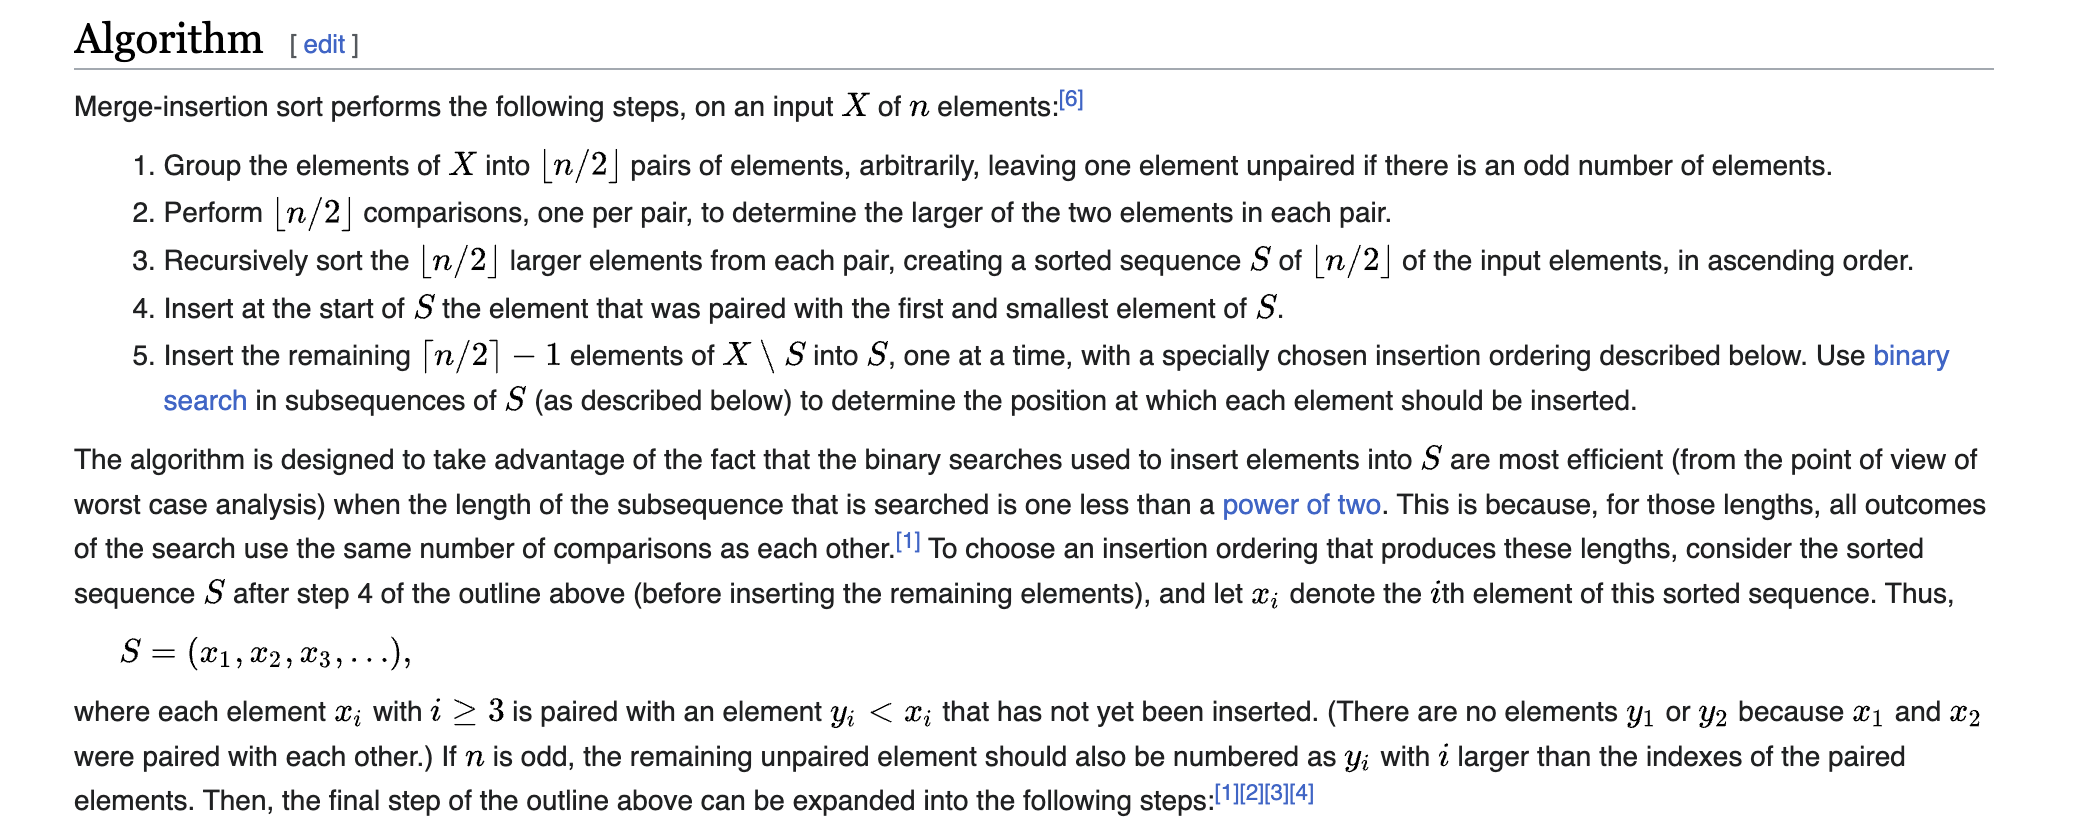 Algorithm [ edit ]
Merge-insertion sort performs the following steps, on an input X of n elements:[6]
1. Group the elements of X into ⌊n/2⌋ pairs of elements, arbitrarily, leaving one element unpaired if there is an odd number of elements.
2. Perform ⌊n/2⌋ comparisons, one per pair, to determine the larger of the two elements in each pair.
3. Recursively sort the ⌊n/2⌋ larger elements from each pair, creating a sorted sequence S of ⌊n/2⌋ of the input elements, in ascending order.
4. Insert at the start of S the element that was paired with the first and smallest element of S.
5. Insert the remaining ⌈n/2⌉ − 1 elements of X \ S into S, one at a time, with a specially chosen insertion ordering described below. Use binary
search in subsequences of S (as described below) to determine the position at which each element should be inserted.
The algorithm is designed to take advantage of the fact that the binary searches used to insert elements into S are most efficient (from the point of view of
worst case analysis) when the length of the subsequence that is searched is one less than a power of two. This is because, for those lengths, all outcomes
of the search use the same number of comparisons as each other.[1] To choose an insertion ordering that produces these lengths, consider the sorted
sequence S after step 4 of the outline above (before inserting the remaining elements), and let xᵢ denote the ith element of this sorted sequence. Thus,
S = (x₁, x₂, x₃, …),
where each element xᵢ with i ≥ 3 is paired with an element yᵢ < xᵢ that has not yet been inserted. (There are no elements y₁ or y₂ because x₁ and x₂
were paired with each other.) If n is odd, the remaining unpaired element should also be numbered as yᵢ with i larger than the indexes of the paired
elements. Then, the final step of the outline above can be expanded into the following steps:[1][2][3][4]